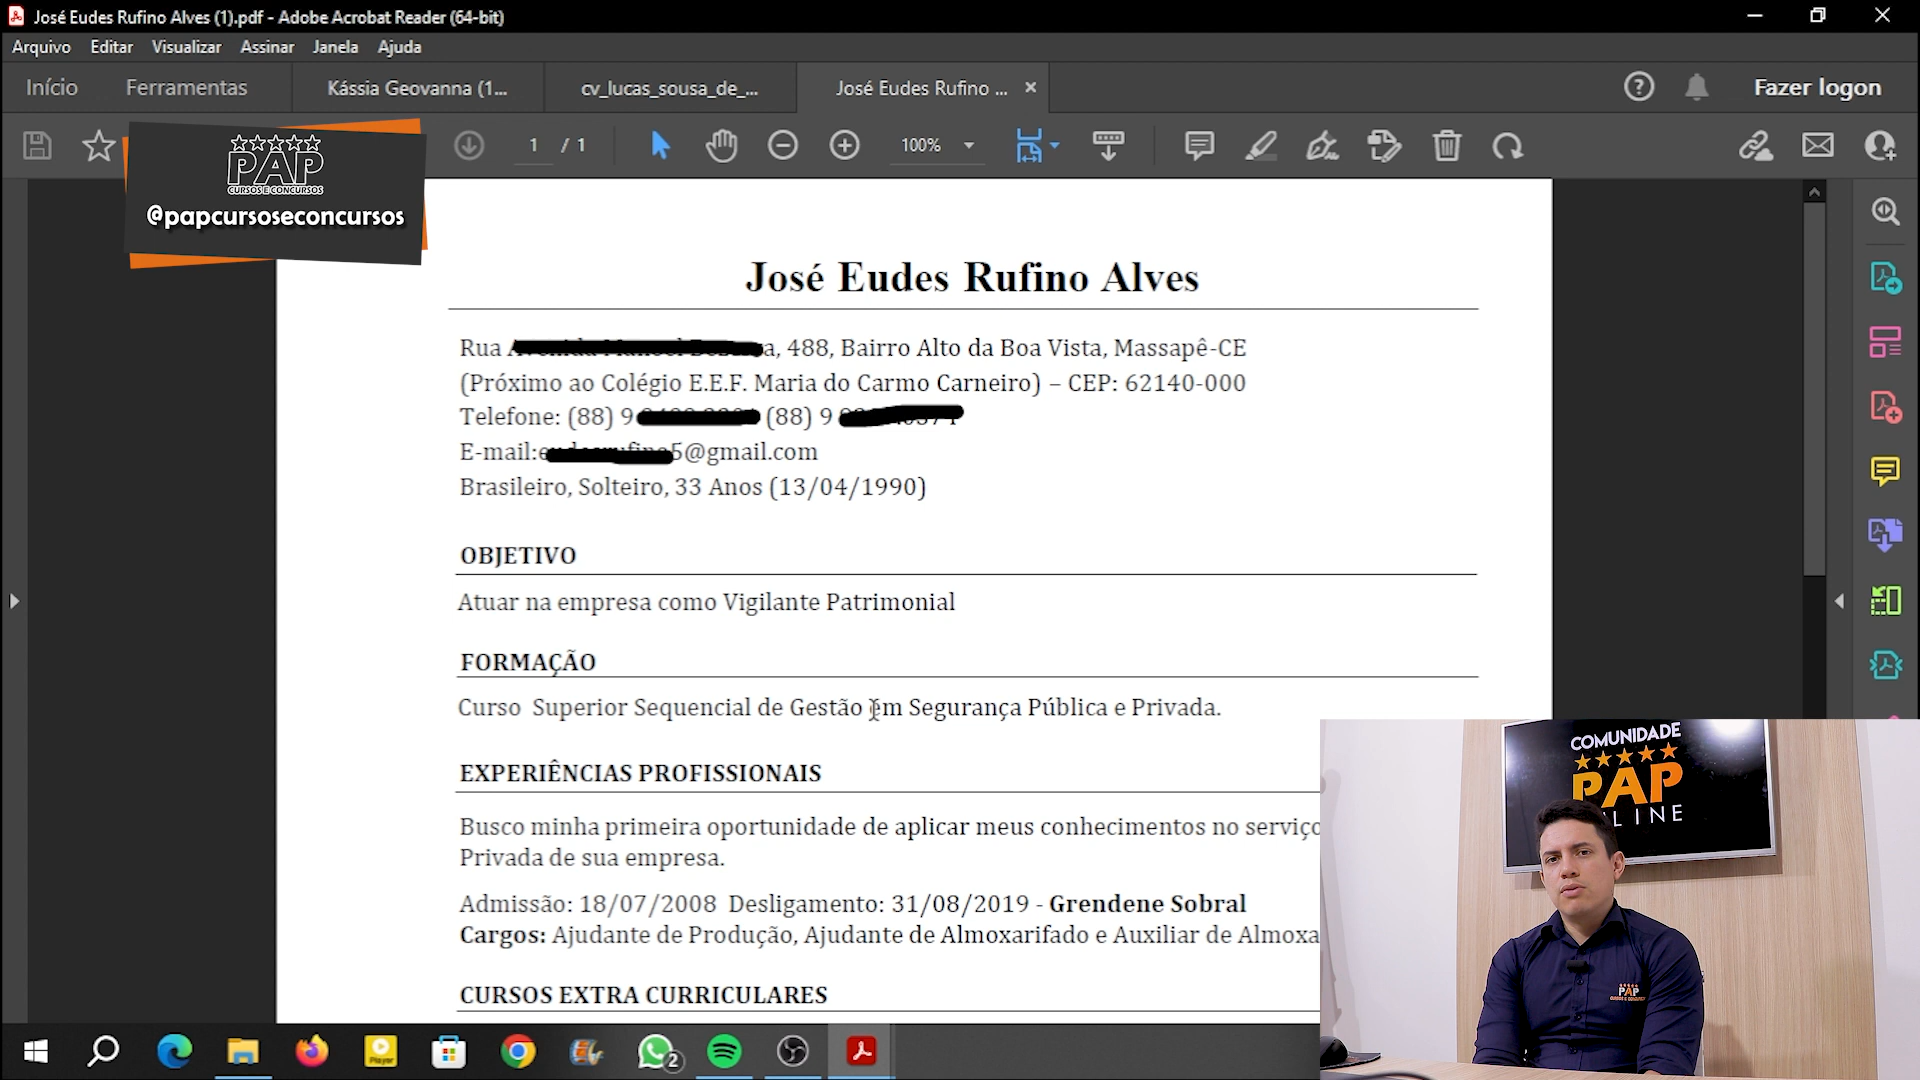 José Eudes Rufino Alves (1).pdf - Adobe Acrobat Reader (64-bit)
Arquivo Editar Visualizar Assinar Janela Ajuda
Início Ferramentas Kássia Geovanna (1... cv_lucas_sousa_de_... José Eudes Rufino ... Fazer logon
1 / 1 100%
PAP
CURSOS E CONCURSOS
@papcursoseconcursos
José Eudes Rufino Alves
Rua a, 488, Bairro Alto da Boa Vista, Massapê-CE
(Próximo ao Colégio E.E.F. Maria do Carmo Carneiro) – CEP: 62140-000
Telefone: (88) 9 (88) 9
E-mail: 5@gmail.com
Brasileiro, Solteiro, 33 Anos (13/04/1990)
OBJETIVO
Atuar na empresa como Vigilante Patrimonial
FORMAÇÃO
Curso Superior Sequencial de Gestão em Segurança Pública e Privada.
EXPERIÊNCIAS PROFISSIONAIS
Busco minha primeira oportunidade de aplicar meus conhecimentos no serviço
Privada de sua empresa.
Admissão: 18/07/2008 Desligamento: 31/08/2019 - Grendene Sobral
Cargos: Ajudante de Produção, Ajudante de Almoxarifado e Auxiliar de Almoxa
CURSOS EXTRA CURRICULARES
COMUNIDADE
PAP
LINE
PAP
Player
2